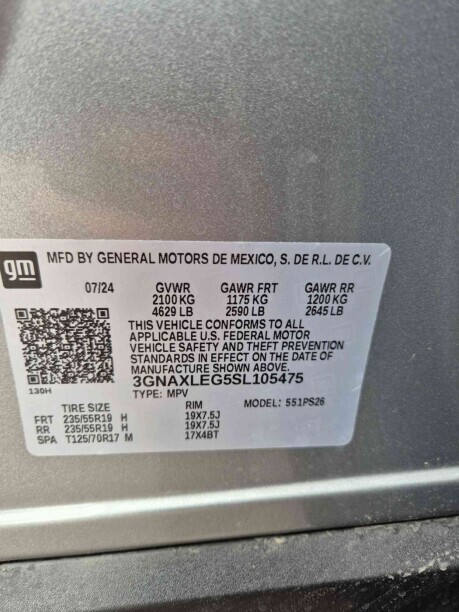 gm
MFD BY GENERAL MOTORS DE MEXICO, S. DE R.L. DE C.V.
07/24 GVWR GAWR FRT GAWR RR
2100 KG 1175 KG 1200 KG
4629 LB 2590 LB 2645 LB
THIS VEHICLE CONFORMS TO ALL
APPLICABLE U.S. FEDERAL MOTOR
VEHICLE SAFETY AND THEFT PREVENTION
STANDARDS IN EFFECT ON THE DATE OF
MANUFACTURE SHOWN ABOVE.
3GNAXLEG5SL105475
130H
TYPE: MPV MODEL: 551PS26
TIRE SIZE RIM
FRT 235/55R19 H 19X7.5J
RR 235/55R19 H 19X7.5J
SPA T125/70R17 M 17X4BT